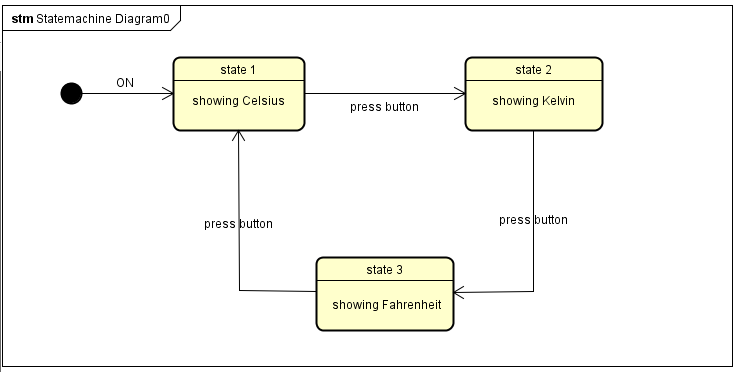 stm Statemachine Diagram0
ON
state 1
showing Celsius
press button
state 2
showing Kelvin
press button
press button
state 3
showing Fahrenheit